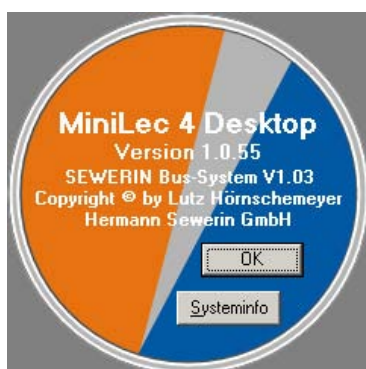 MiniLec 4 Desktop
Version 1.0.55
SEWERIN Bus-System V1.03
Copyright © by Lutz Hörnschemeyer
Hermann Sewerin GmbH
OK
Systeminfo